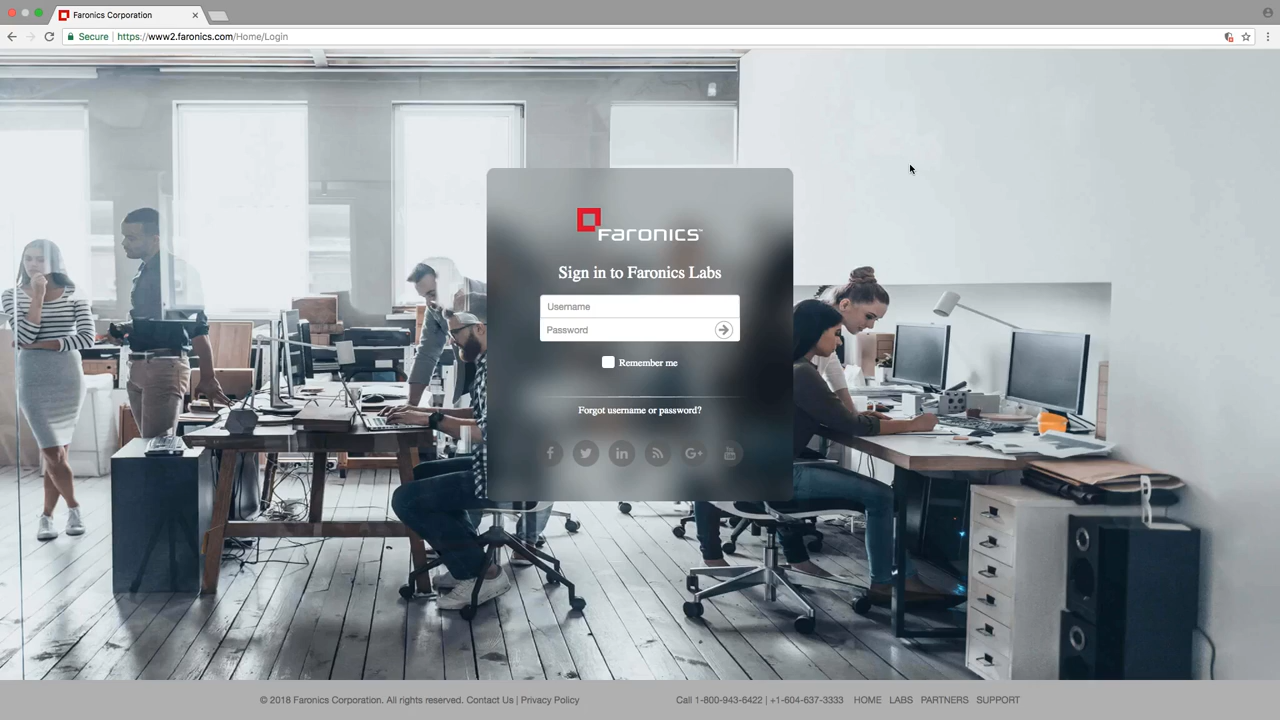 Faronics Corporation
Secure https://www2.faronics.com/Home/Login
FARONICS™
Sign in to Faronics Labs
Username
Password
Remember me
Forgot username or password?
© 2018 Faronics Corporation. All rights reserved. Contact Us | Privacy Policy
Call 1-800-943-6422 | +1-604-637-3333 HOME LABS PARTNERS SUPPORT